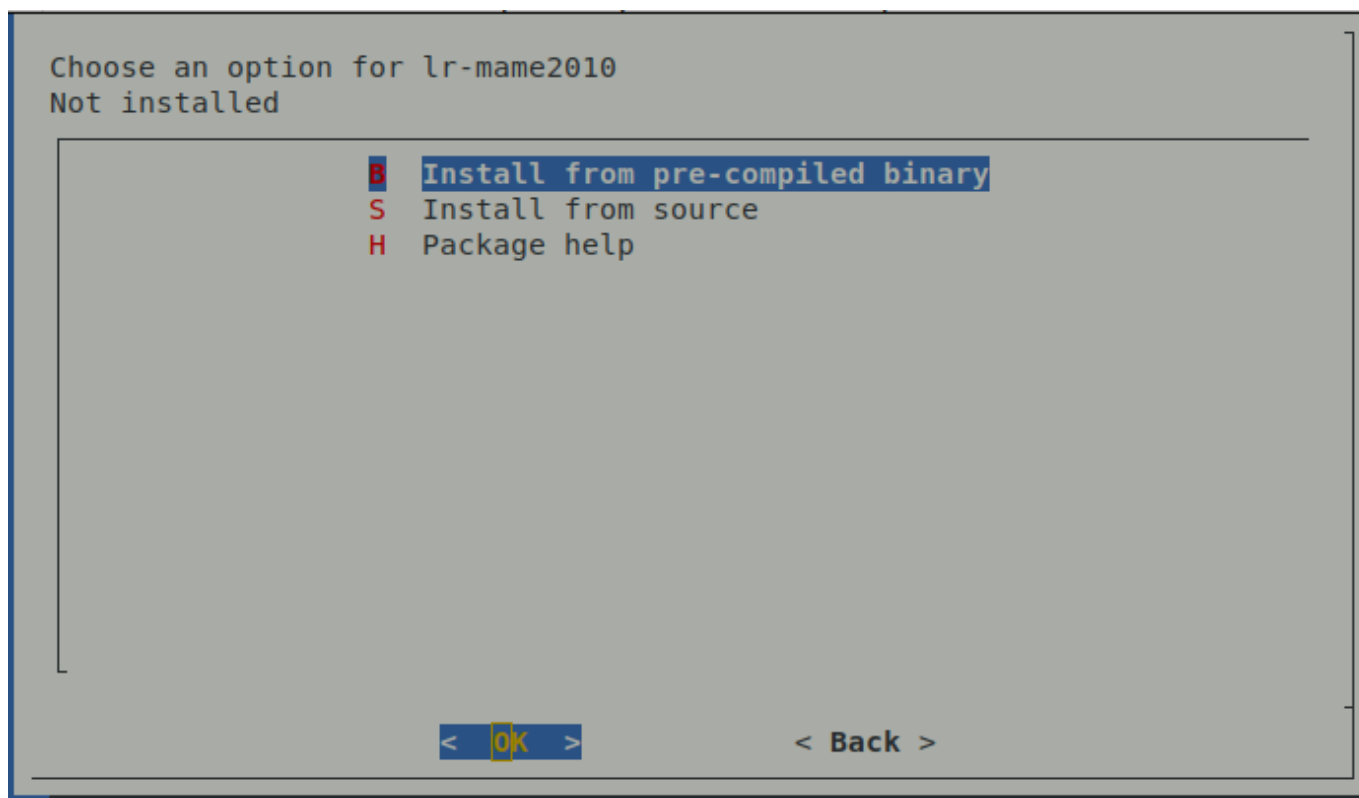 Choose an option for lr-mame2010
Not installed
B Install from pre-compiled binary
S Install from source
H Package help
< OK > < Back >